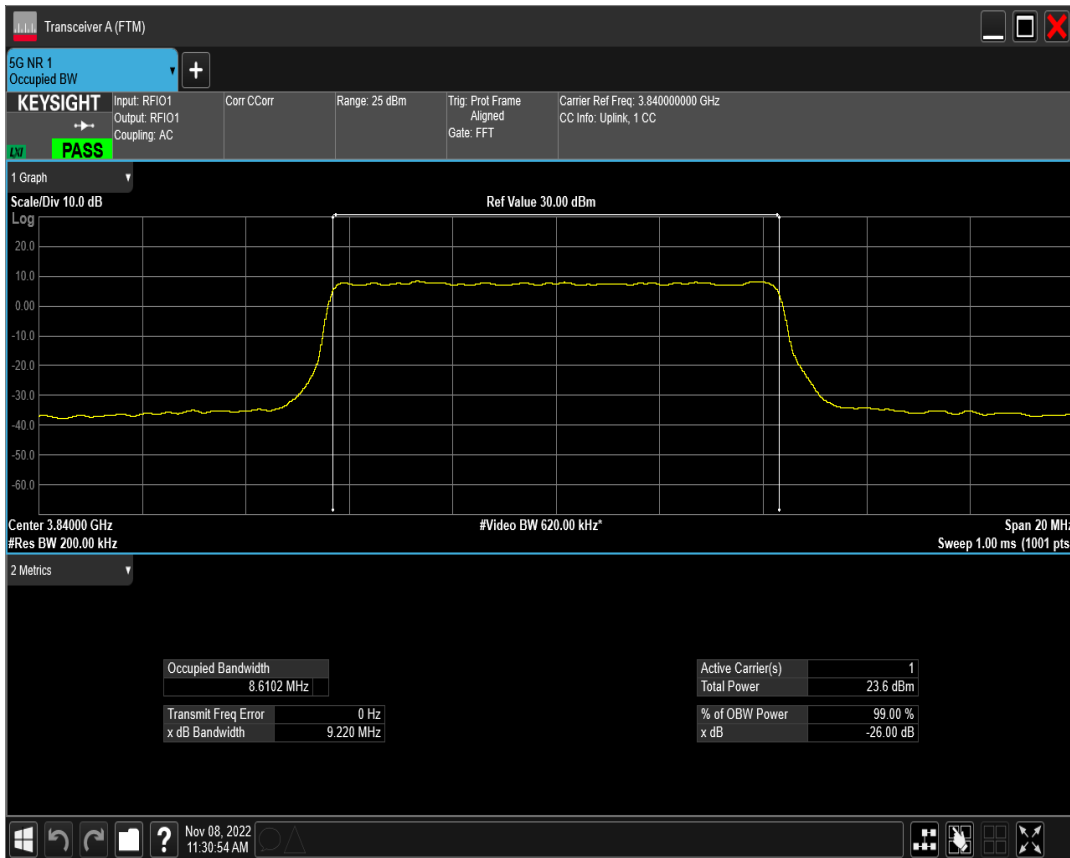 Transceiver A (FTM)
5G NR 1
Occupied BW
+
KEYSIGHT
LXI
PASS
Input: RFIO1
Output: RFIO1
Coupling: AC
Corr CCorr
Range: 25 dBm
Trig: Prot Frame
Aligned
Gate: FFT
Carrier Ref Freq: 3.840000000 GHz
CC Info: Uplink, 1 CC
1 Graph
Scale/Div 10.0 dB
Ref Value 30.00 dBm
Log
20.0
10.0
0.00
-10.0
-20.0
-30.0
-40.0
-50.0
-60.0
Center 3.84000 GHz
#Video BW 620.00 kHz*
Span 20 MHz
#Res BW 200.00 kHz
Sweep 1.00 ms (1001 pts
2 Metrics
Occupied Bandwidth
8.6102 MHz
Transmit Freq Error 0 Hz
x dB Bandwidth 9.220 MHz
Active Carrier(s) 1
Total Power 23.6 dBm
% of OBW Power 99.00 %
x dB -26.00 dB
?
Nov 08, 2022
11:30:54 AM